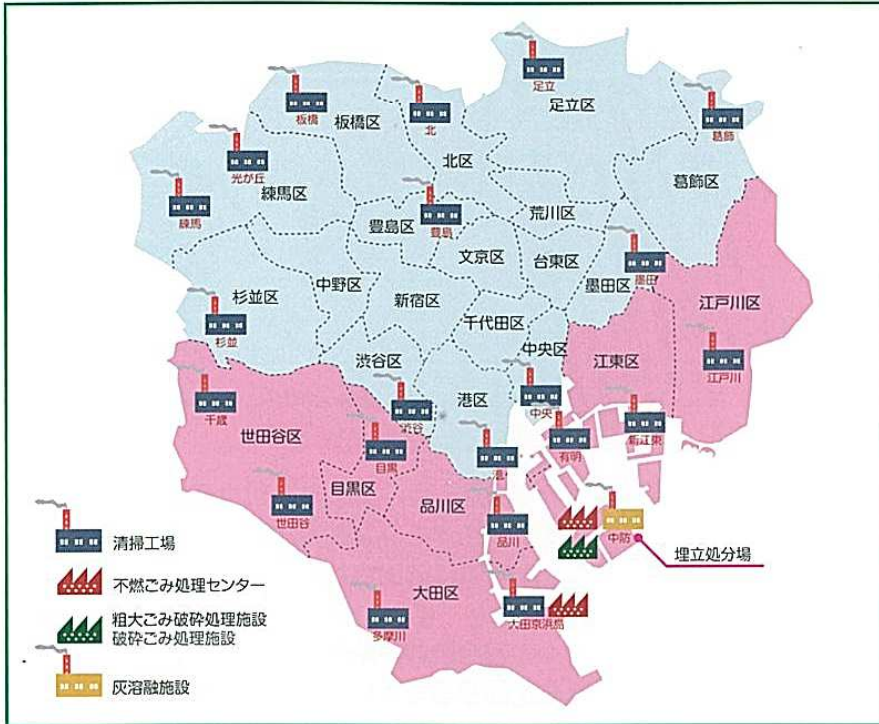 足立
足立区
板橋
板橋区
北
北区
葛飾
葛飾区
光が丘
練馬区
練馬
豊島区
豊島
荒川区
文京区
台東区
墨田
墨田区
江戸川区
杉並区
中野区
新宿区
千代田区
杉並
渋谷区
中央区
江東区
江戸川
港区
千歳
渋谷
中央
世田谷区
目黒
港
有明
新江東
目黒区
品川区
世田谷
品川
中防
埋立処分場
大田区
多摩川
大田京浜島
清掃工場
不燃ごみ処理センター
粗大ごみ破砕処理施設
破砕ごみ処理施設
灰溶融施設